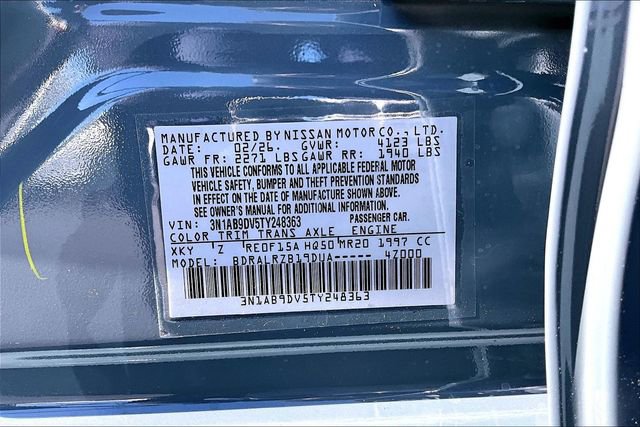 MANUFACTURED BY NISSAN MOTOR CO., LTD.
DATE: 02/26 GVWR: 4123 LBS
GAWR FR: 2271 LBS GAWR RR: 1940 LBS
THIS VEHICLE CONFORMS TO ALL APPLICABLE FEDERAL MOTOR
VEHICLE SAFETY, BUMPER AND THEFT PREVENTION STANDARDS
IN EFFECT ON THE DATE OF MANUFACTURE SHOWN ABOVE.
SEE OWNER'S MANUAL FOR ADDITIONAL INFORMATION.
VIN: 3N1AB9DV5TY248363 PASSENGER CAR.
COLOR TRIM TRANS AXLE ENGINE
XKY Z RE0F15A HQ50 MR20 1997 CC
MODEL: BDRALRZB19DUA----- 4Z000
3N1AB9DV5TY248363